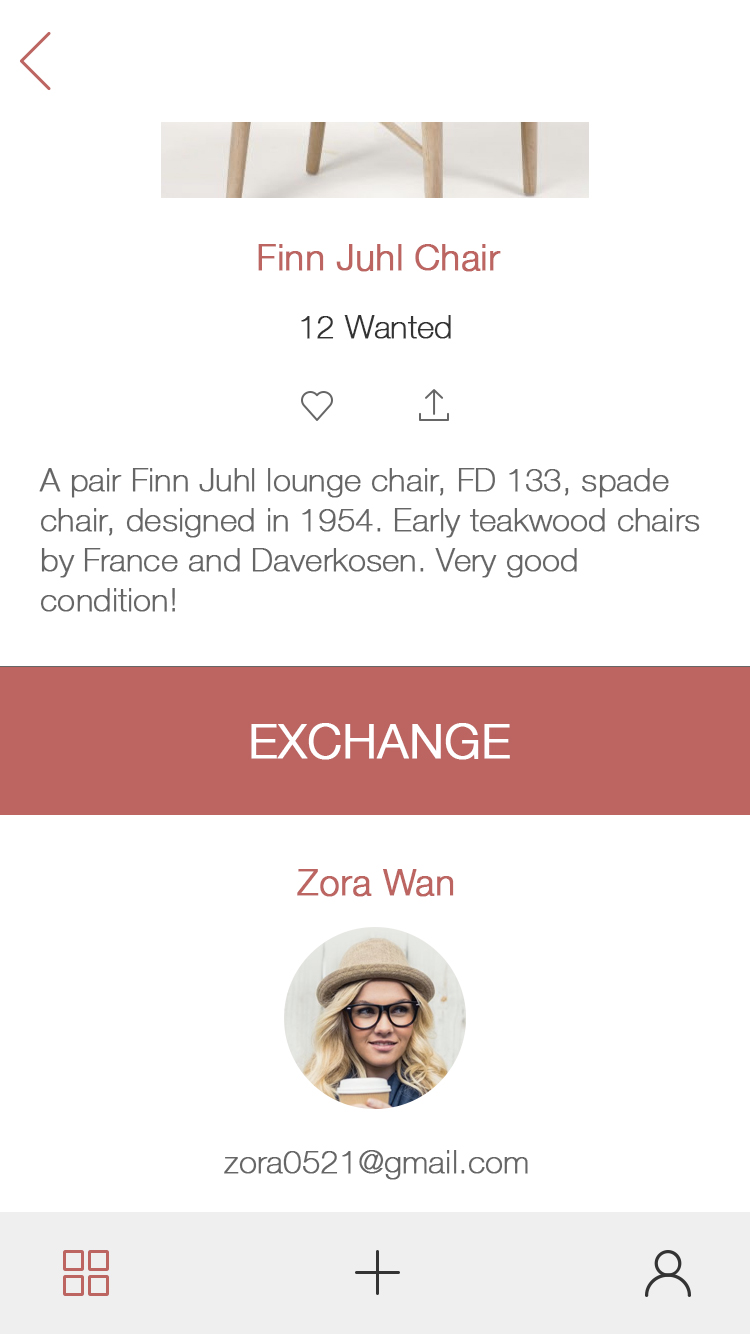 Finn Juhl Chair
12 Wanted
A pair Finn Juhl lounge chair, FD 133, spade
chair, designed in 1954. Early teakwood chairs
by France and Daverkosen. Very good
condition!
EXCHANGE
Zora Wan
zora0521@gmail.com